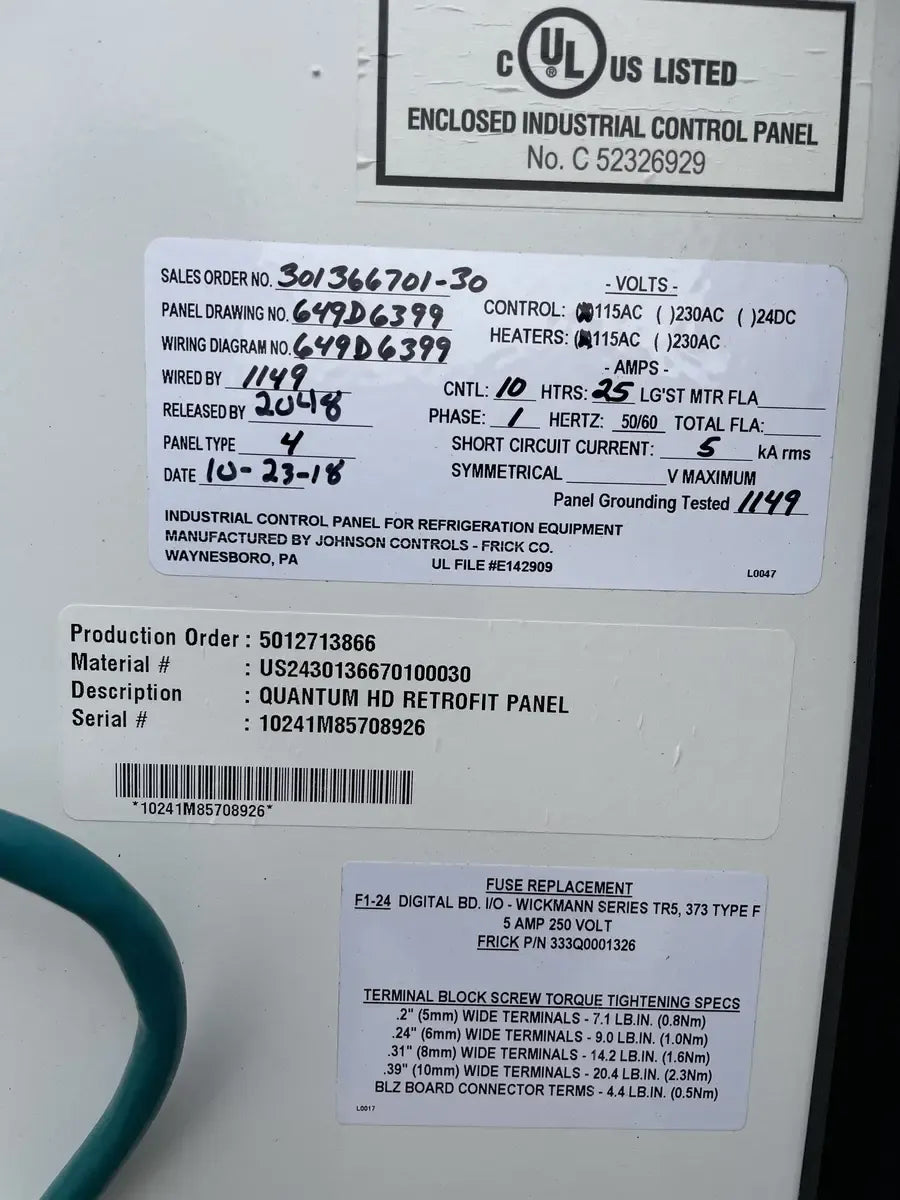 C UL® US LISTED
ENCLOSED INDUSTRIAL CONTROL PANEL
No. C 52326929
SALES ORDER NO. 301366701-30
PANEL DRAWING NO. 649D6399
WIRING DIAGRAM NO. 649D6399
WIRED BY 1149
RELEASED BY 2048
PANEL TYPE 4
DATE 10-23-18
- VOLTS -
CONTROL: ( )115AC ( )230AC ( )24DC
HEATERS: ( )115AC ( )230AC
- AMPS -
CNTL: 10 HTRS: 25 LG'ST MTR FLA
PHASE: 1 HERTZ: 50/60 TOTAL FLA:
SHORT CIRCUIT CURRENT: 5 kA rms
SYMMETRICAL V MAXIMUM
Panel Grounding Tested 1149
INDUSTRIAL CONTROL PANEL FOR REFRIGERATION EQUIPMENT
MANUFACTURED BY JOHNSON CONTROLS - FRICK CO.
WAYNESBORO, PA UL FILE #E142909
L0047
Production Order : 5012713866
Material # : US2430136670100030
Description : QUANTUM HD RETROFIT PANEL
Serial # : 10241M85708926
*10241M85708926*
FUSE REPLACEMENT
F1-24 DIGITAL BD. I/O - WICKMANN SERIES TR5, 373 TYPE F
5 AMP 250 VOLT
FRICK P/N 333Q0001326
TERMINAL BLOCK SCREW TORQUE TIGHTENING SPECS
.2" (5mm) WIDE TERMINALS - 7.1 LB.IN. (0.8Nm)
.24" (6mm) WIDE TERMINALS - 9.0 LB.IN. (1.0Nm)
.31" (8mm) WIDE TERMINALS - 14.2 LB.IN. (1.6Nm)
.39" (10mm) WIDE TERMINALS - 20.4 LB.IN. (2.3Nm)
BLZ BOARD CONNECTOR TERMS - 4.4 LB.IN. (0.5Nm)
L0017